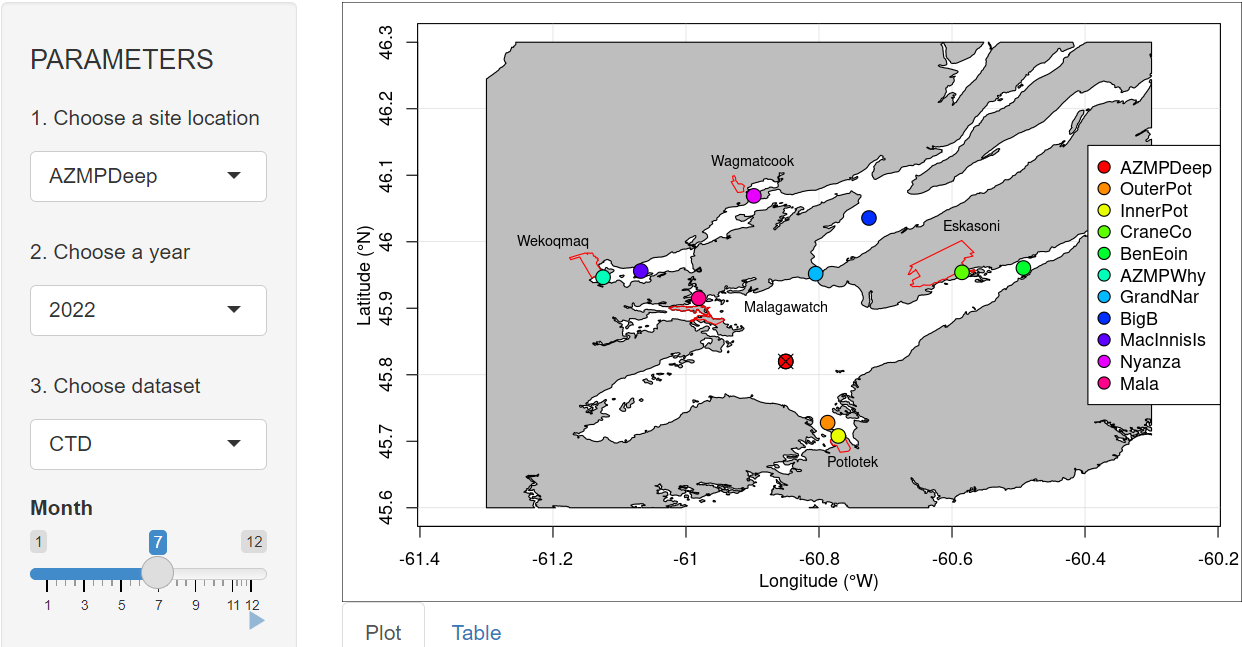 PARAMETERS
1. Choose a site location
AZMPDeep
2. Choose a year
2022
3. Choose dataset
CTD
Month
1
7
12
1 3 5 7 9 11 12
46.3
46.2
46.1
46
45.9
45.8
45.7
45.6
Latitude (°N)
Wagmatcook
Wekoqmaq
Eskasoni
Malagawatch
Potlotek
AZMPDeep
OuterPot
InnerPot
CraneCo
BenEoin
AZMPWhy
GrandNar
BigB
MacInnisIs
Nyanza
Mala
-61.4 -61.2 -61 -60.8 -60.6 -60.4 -60.2
Longitude (°W)
Plot Table